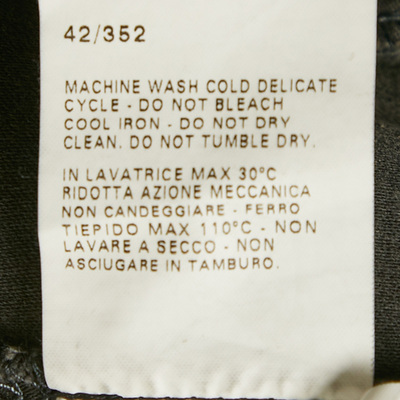 42/352
MACHINE WASH COLD DELICATE
CYCLE - DO NOT BLEACH
COOL IRON - DO NOT DRY
CLEAN. DO NOT TUMBLE DRY.
IN LAVATRICE MAX 30°C
RIDOTTA AZIONE MECCANICA
NON CANDEGGIARE - FERRO
TIEPIDO MAX 110°C - NON
LAVARE A SECCO - NON
ASCIUGARE IN TAMBURO.